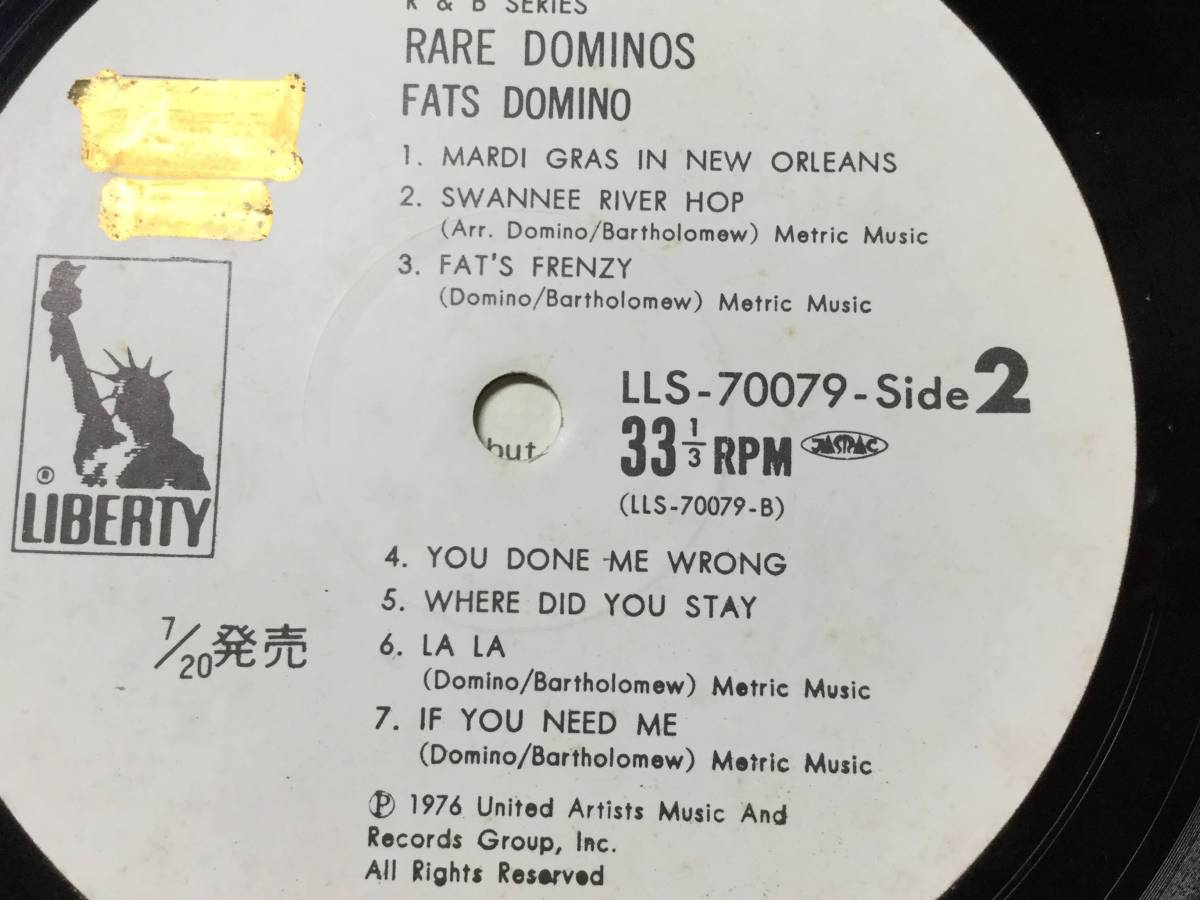 R & B SERIES
RARE DOMINOS
FATS DOMINO
1. MARDI GRAS IN NEW ORLEANS
2. SWANNEE RIVER HOP
(Arr. Domino/Bartholomew) Metric Music
3. FAT'S FRENZY
(Domino/Bartholomew) Metric Music
LLS-70079-Side 2
33 1/3 RPM JASRAC
(LLS-70079-B)
but
® LIBERTY
4. YOU DONE ME WRONG
5. WHERE DID YOU STAY
6. LA LA
(Domino/Bartholomew) Metric Music
7. IF YOU NEED ME
(Domino/Bartholomew) Metric Music
7/20発売
Ⓟ 1976 United Artists Music And
Records Group, Inc.
All Rights Reserved